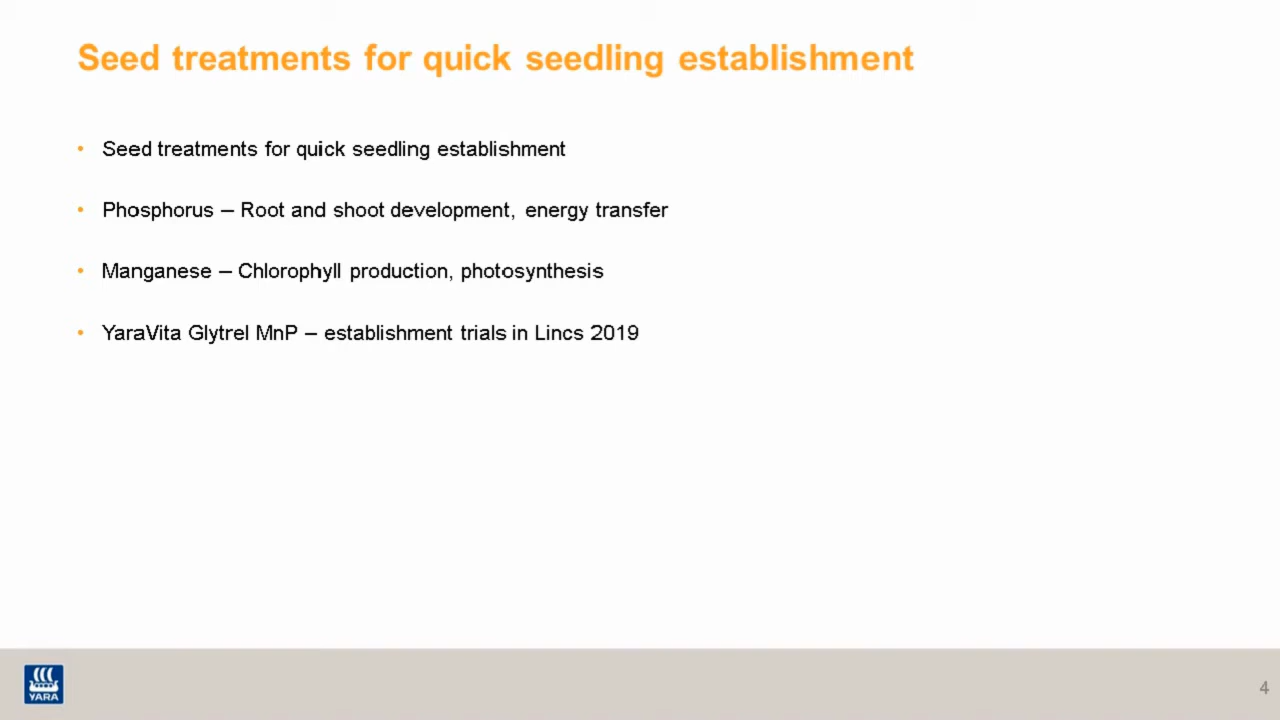 Seed treatments for quick seedling establishment
• Seed treatments for quick seedling establishment
• Phosphorus – Root and shoot development, energy transfer
• Manganese – Chlorophyll production, photosynthesis
• YaraVita Glytrel MnP – establishment trials in Lincs 2019
YARA
4